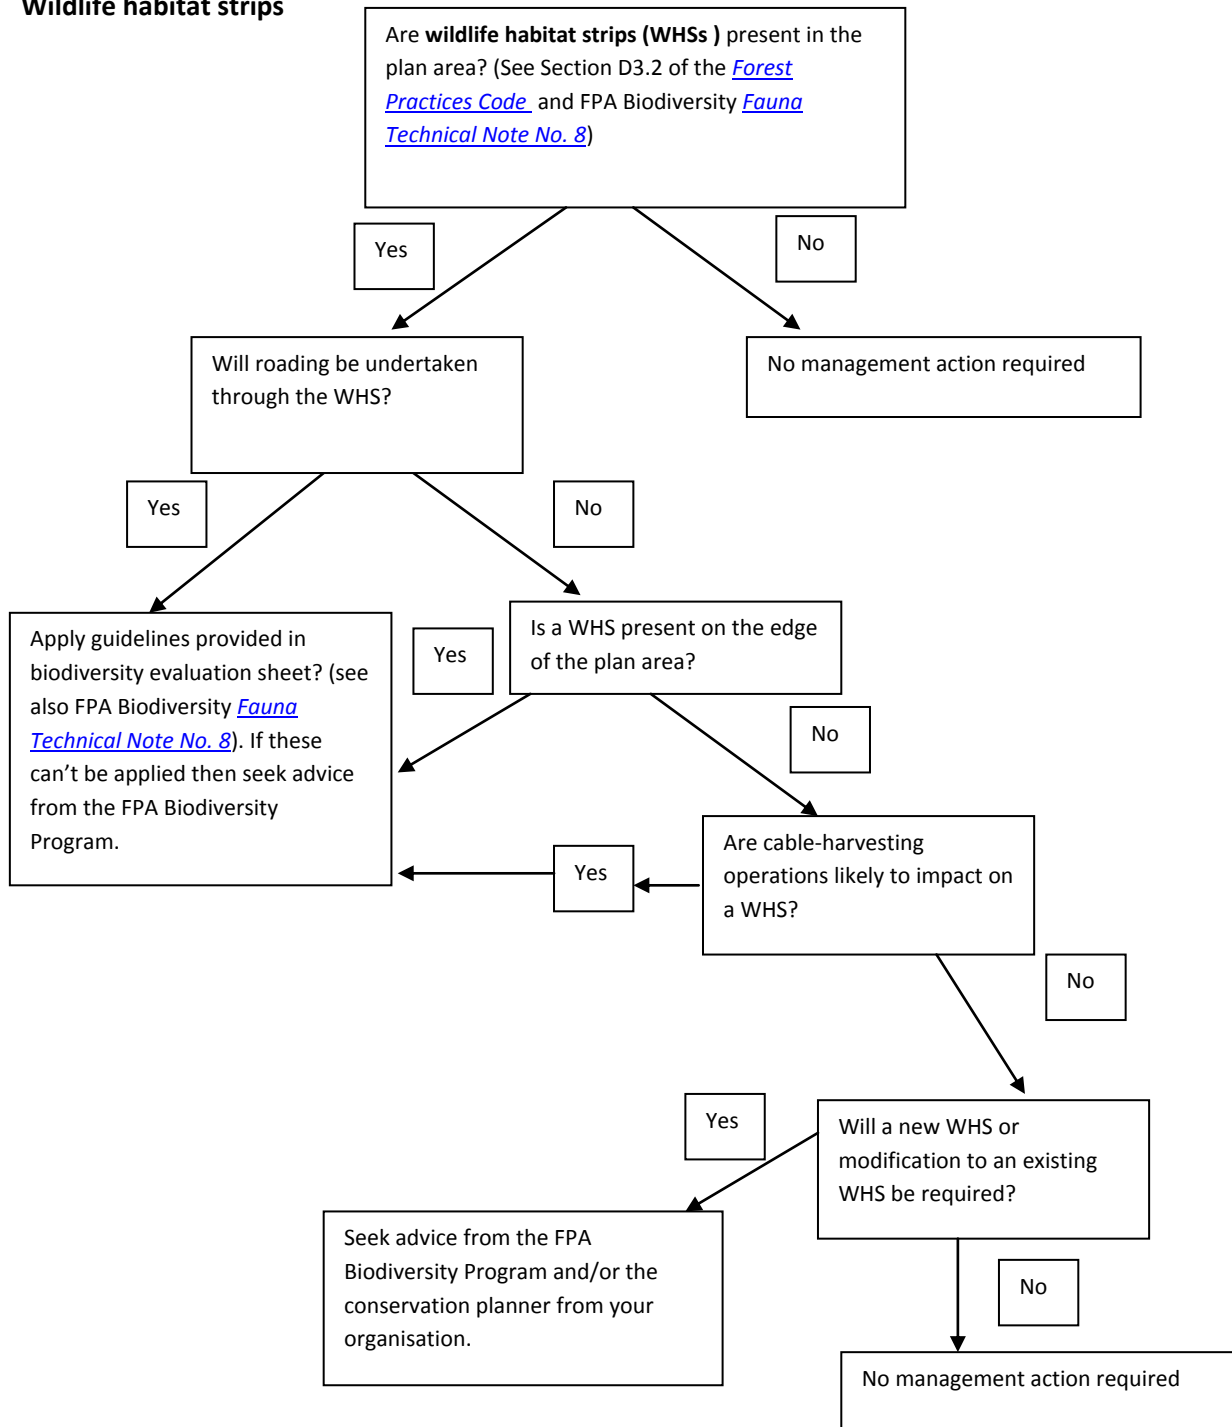 Wildlife habitat strips
Are wildlife habitat strips (WHSs ) present in the
plan area? (See Section D3.2 of the Forest
Practices Code  and FPA Biodiversity Fauna
Technical Note No. 8)
Yes
No
Will roading be undertaken
through the WHS?
No management action required
Yes
No
Apply guidelines provided in
biodiversity evaluation sheet? (see
also FPA Biodiversity Fauna
Technical Note No. 8). If these
can’t be applied then seek advice
from the FPA Biodiversity
Program.
Yes
Is a WHS present on the edge
of the plan area?
No
Yes
Are cable-harvesting
operations likely to impact on
a WHS?
No
Yes
Will a new WHS or
modification to an existing
WHS be required?
Seek advice from the FPA
Biodiversity Program and/or the
conservation planner from your
organisation.
No
No management action required